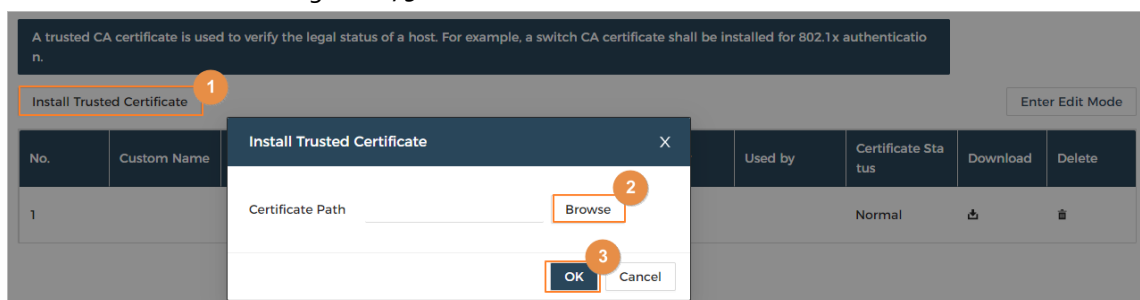 A trusted CA certificate is used to verify the legal status of a host. For example, a switch CA certificate shall be installed for 802.1x authenticatio
n.
1
Install Trusted Certificate
Enter Edit Mode
No.
Custom Name
Install Trusted Certificate
X
Used by
Certificate Sta
tus
Download
Delete
2
Certificate Path
Browse
1
Normal
3
OK
Cancel